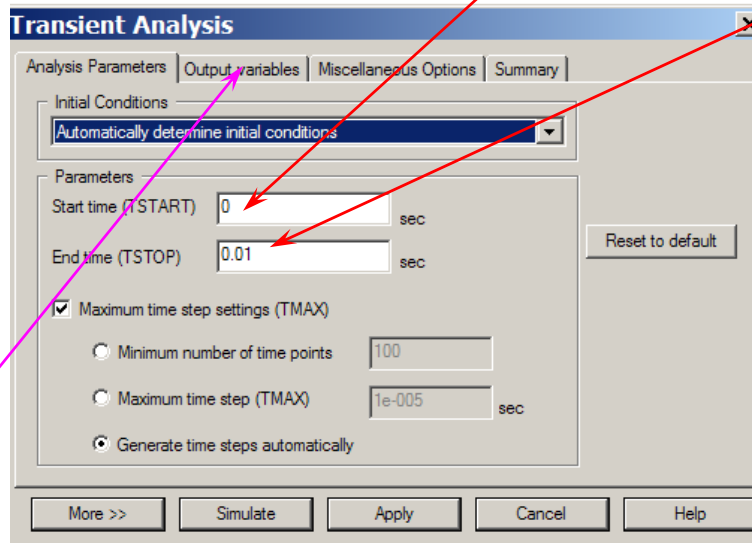 Transient Analysis
Analysis Parameters Output variables Miscellaneous Options Summary
Initial Conditions
Automatically determine initial conditions
Parameters
Start time (TSTART) 0 sec
End time (TSTOP) 0.01 sec
Reset to default
Maximum time step settings (TMAX)
Minimum number of time points 100
Maximum time step (TMAX) 1e-005 sec
Generate time steps automatically
More >> Simulate Apply Cancel Help